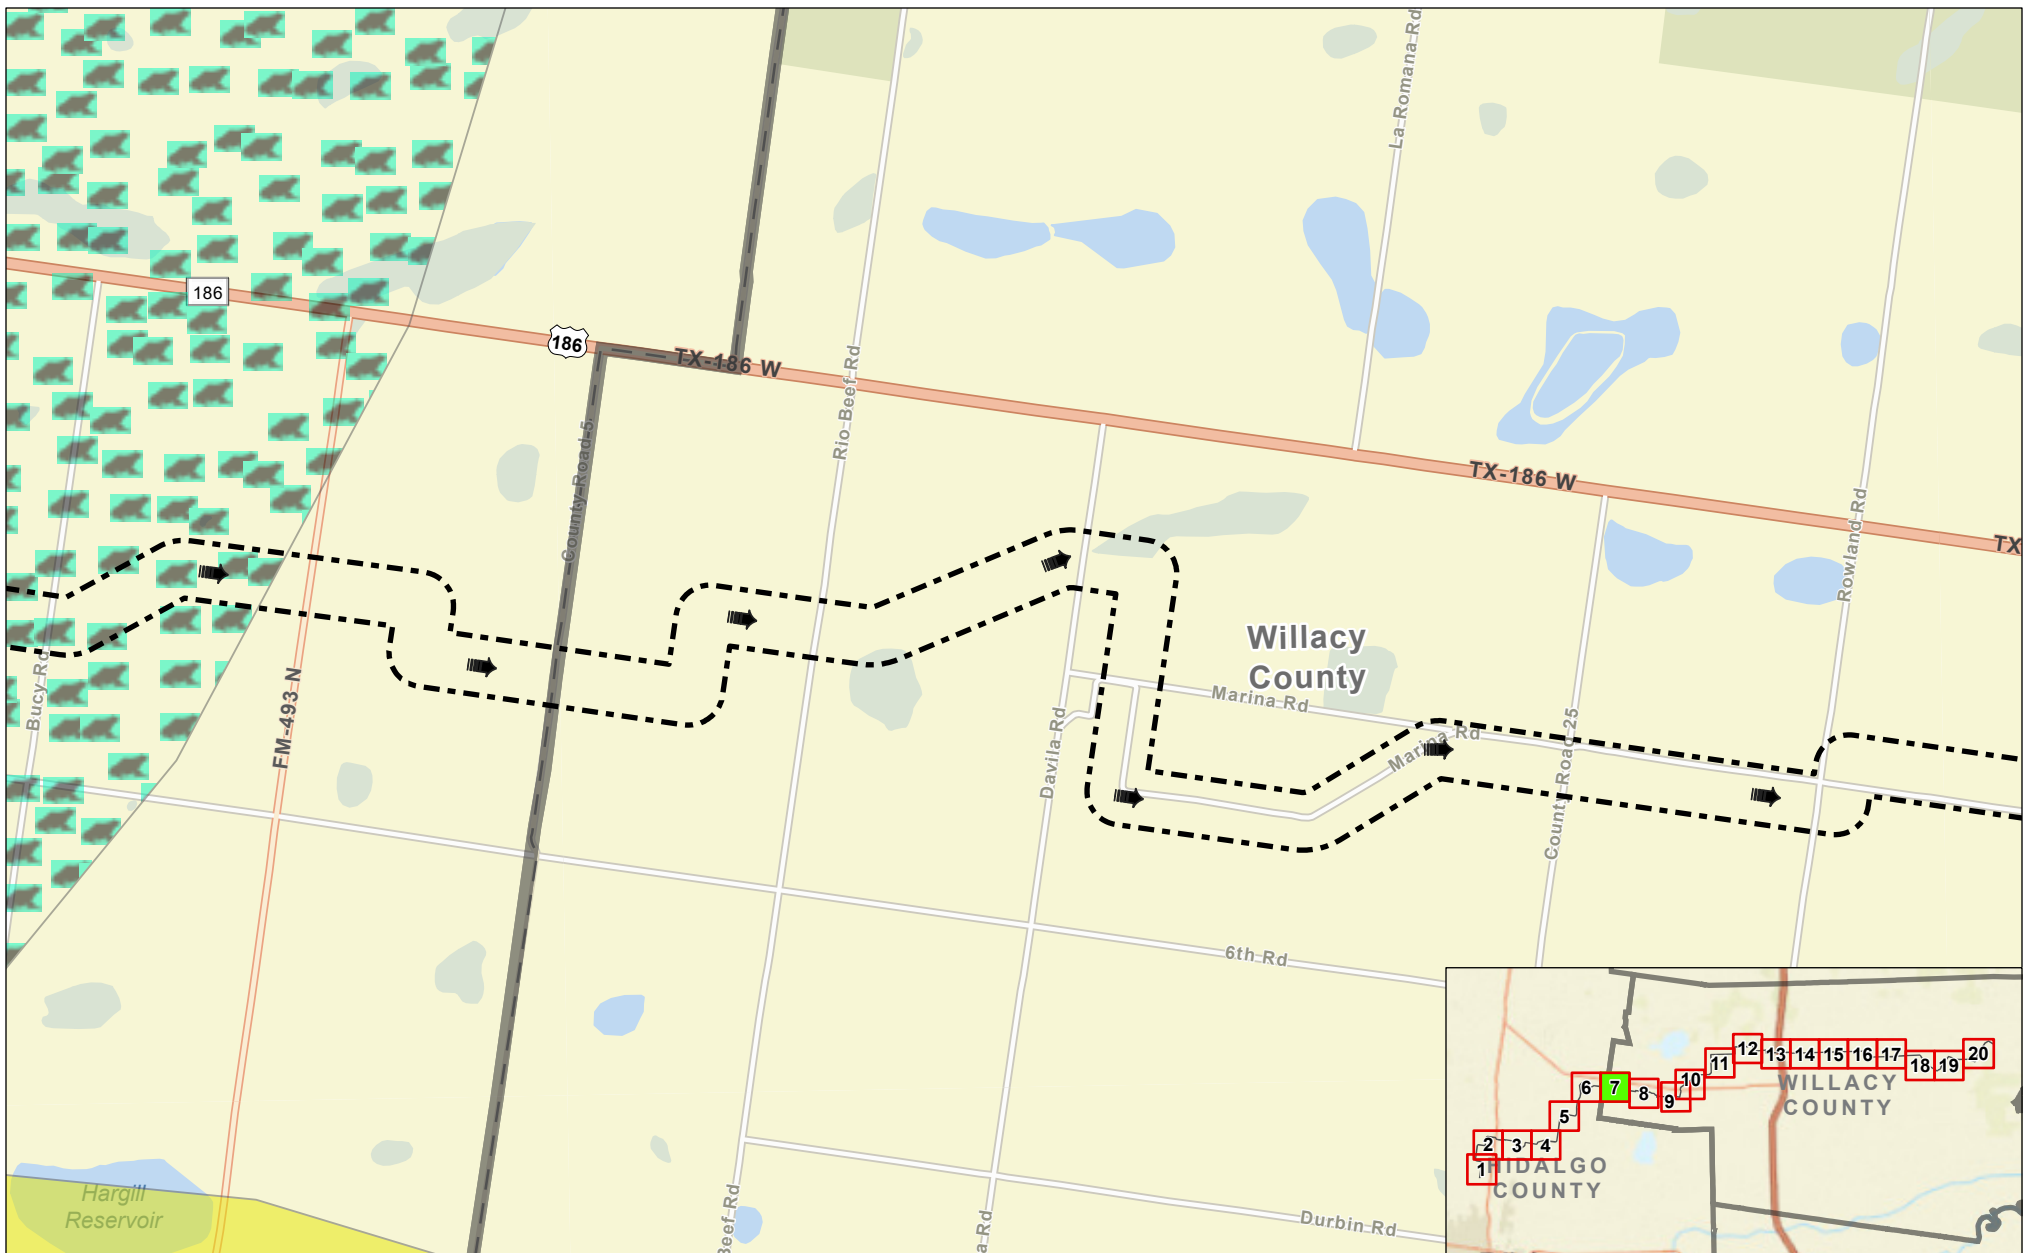 La Romana Rd
186
186
TX-186 W
Rio Beef Rd
County Road 5
TX-186 W
TX
Rowland Rd
Willacy
County
Bucy Rd
FM-493 N
Marina Rd
Davila Rd
Marina Rd
County Road 25
6th Rd
Hargill
Reservoir
Beef Rd
a Rd
Durbin Rd
12
13
14
15
16
17
18
19
20
11
10
6
7
8
9
5
WILLACY
COUNTY
2
3
4
1
HIDALGO
COUNTY